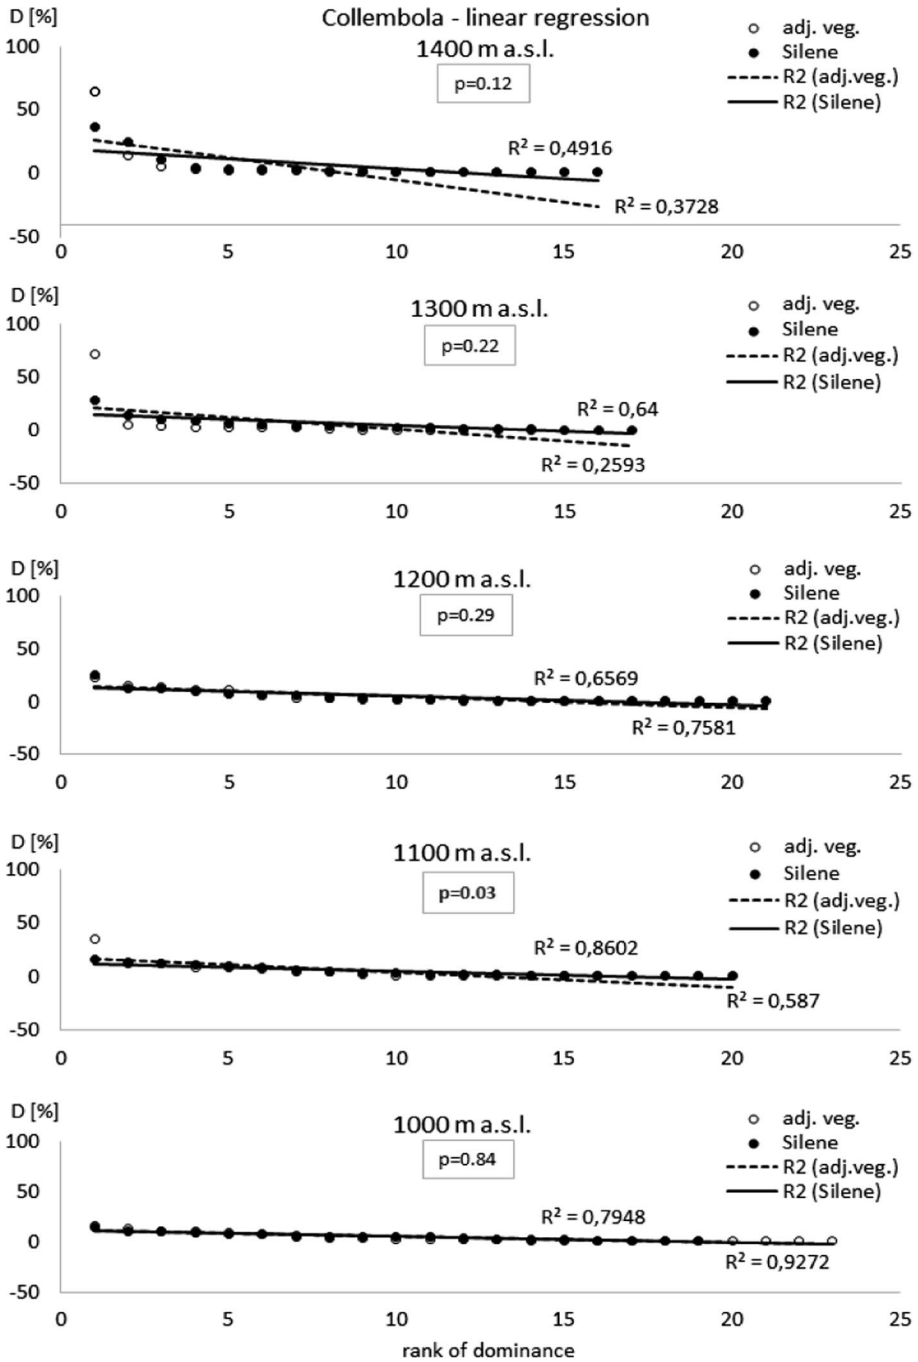 D [%]
Collembola - linear regression
1400 m a.s.l.
p=0.12
adj. veg.
Silene
R2 (adj.veg.)
R2 (Silene)
100
50
0
-50
R² = 0,4916
R² = 0,3728
0 5 10 15 20 25
D [%]
1300 m a.s.l.
p=0.22
adj. veg.
Silene
R2 (adj.veg.)
R2 (Silene)
100
50
0
-50
R² = 0,64
R² = 0,2593
0 5 10 15 20 25
D [%]
1200 m a.s.l.
p=0.29
adj. veg.
Silene
R2 (adj.veg.)
R2 (Silene)
100
50
0
-50
R² = 0,6569
R² = 0,7581
0 5 10 15 20 25
D [%]
1100 m a.s.l.
p=0.03
adj. veg.
Silene
R2 (adj.veg.)
R2 (Silene)
100
50
0
-50
R² = 0,8602
R² = 0,587
0 5 10 15 20 25
D [%]
1000 m a.s.l.
p=0.84
adj. veg.
Silene
R2 (adj.veg.)
R2 (Silene)
100
50
0
-50
R² = 0,7948
R² = 0,9272
0 5 10 15 20 25
rank of dominance